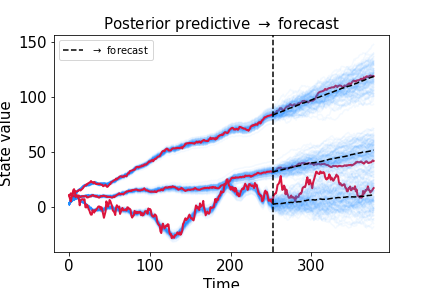 Posterior predictive → forecast
150
→ forecast
100
50
0
State value
0 100 200 300
Time